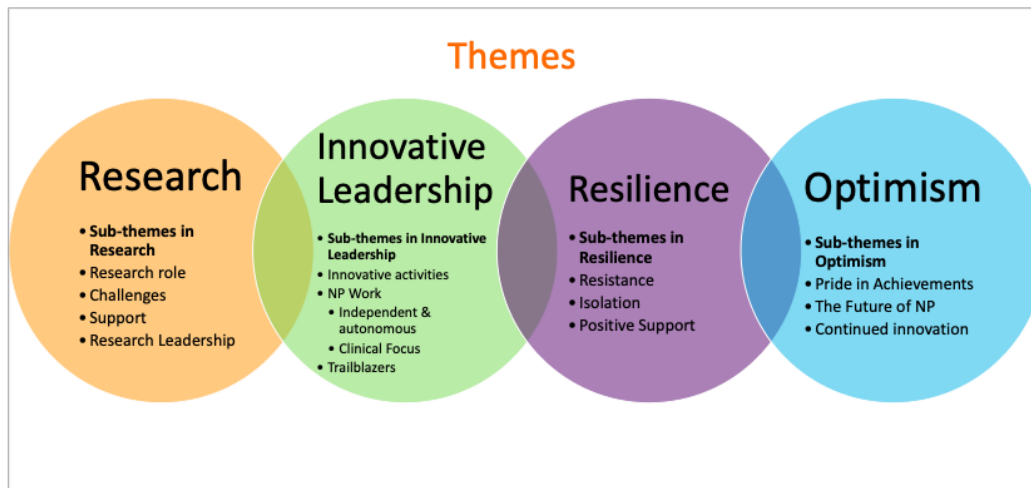 Themes
Research
• Sub-themes in
Research
• Research role
• Challenges
• Support
• Research Leadership
Innovative
Leadership
• Sub-themes in Innovative
Leadership
• Innovative activities
• NP Work
• Independent &
autonomous
• Clinical Focus
• Trailblazers
Resilience
• Sub-themes in
Resilience
• Resistance
• Isolation
• Positive Support
Optimism
• Sub-themes in
Optimism
• Pride in Achievements
• The Future of NP
• Continued innovation